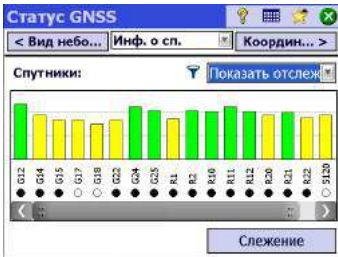 Статус GNSS
< Вид небо... Инф. о сп. Координ... >
Спутники: Показать отслеж
G12 G14 G15 G17 G18 G22 G24 G25 R1 R2 R10 R11 R12 R20 R21 R22 S120
Слежение